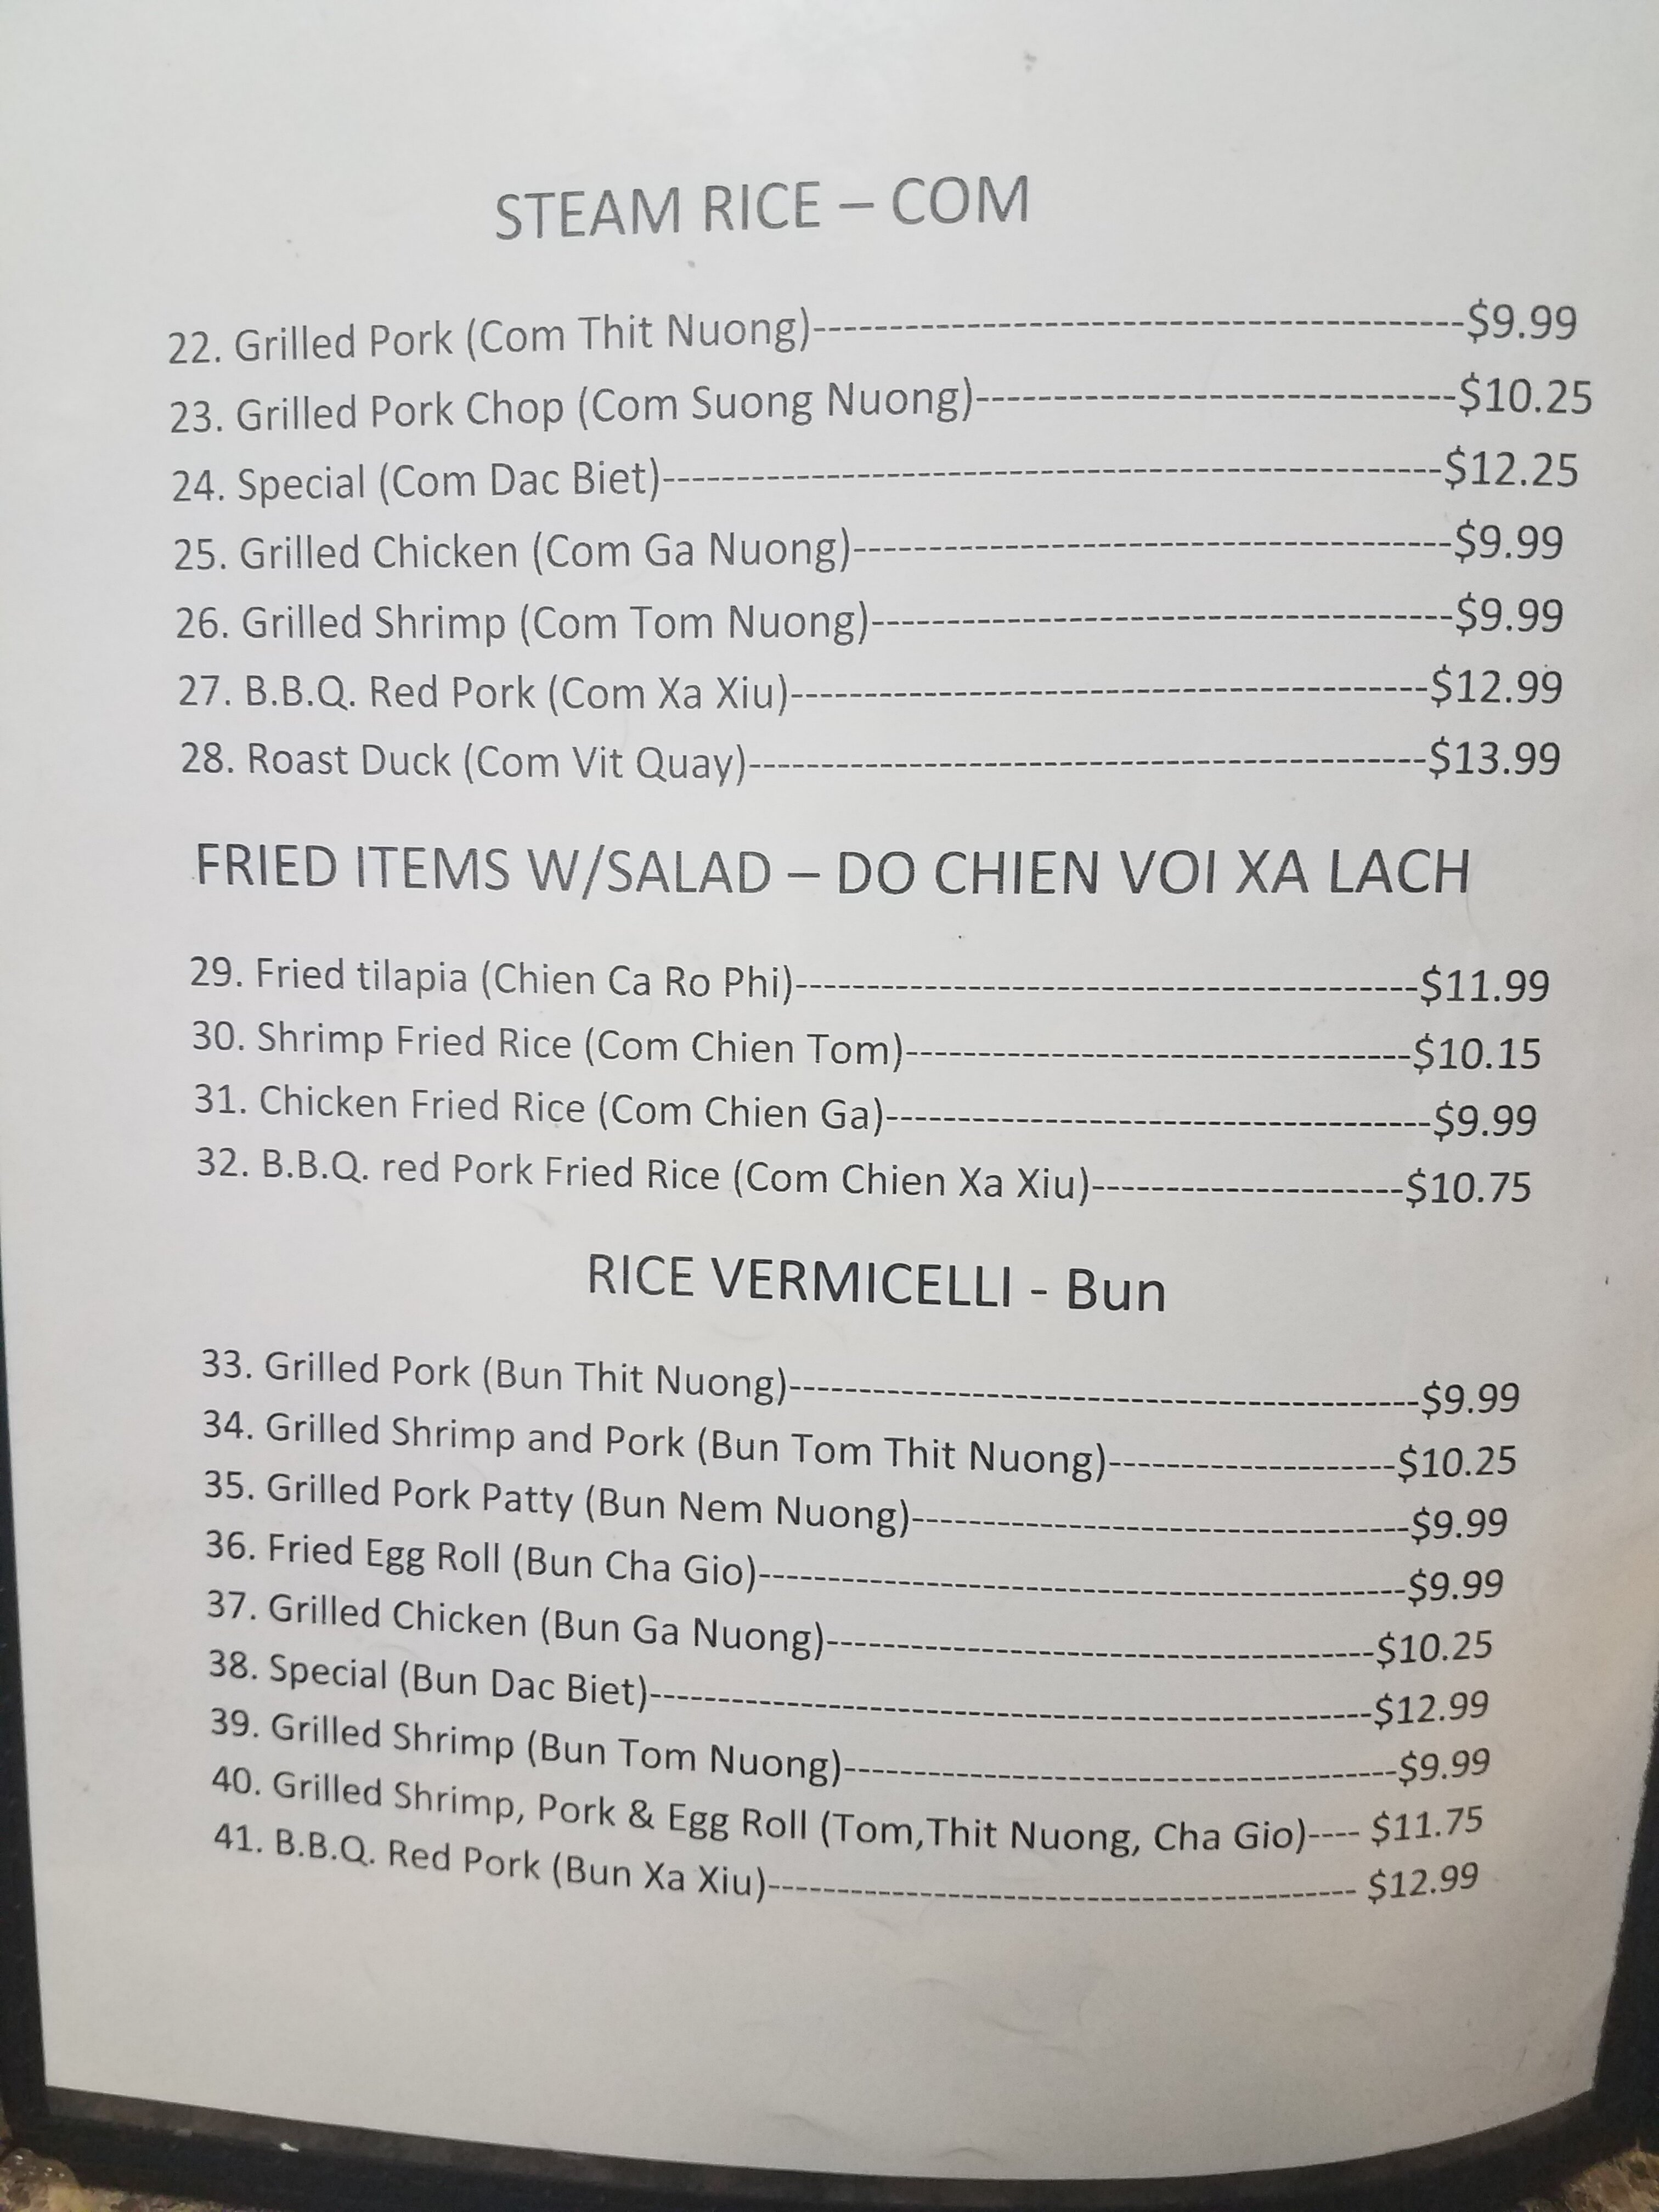 STEAM RICE – COM
22. Grilled Pork (Com Thit Nuong)-------------------------------------------$9.99
23. Grilled Pork Chop (Com Suong Nuong)--------------------------------$10.25
24. Special (Com Dac Biet)----------------------------------------------------$12.25
25. Grilled Chicken (Com Ga Nuong)----------------------------------------$9.99
26. Grilled Shrimp (Com Tom Nuong)---------------------------------------$9.99
27. B.B.Q. Red Pork (Com Xa Xiu)-------------------------------------------$12.99
28. Roast Duck (Com Vit Quay)----------------------------------------------$13.99
FRIED ITEMS W/SALAD – DO CHIEN VOI XA LACH
29. Fried tilapia (Chien Ca Ro Phi)-------------------------------------------$11.99
30. Shrimp Fried Rice (Com Chien Tom)-----------------------------------$10.15
31. Chicken Fried Rice (Com Chien Ga)--------------------------------------$9.99
32. B.B.Q. red Pork Fried Rice (Com Chien Xa Xiu)----------------------$10.75
RICE VERMICELLI - Bun
33. Grilled Pork (Bun Thit Nuong)---------------------------------------------$9.99
34. Grilled Shrimp and Pork (Bun Tom Thit Nuong)--------------------$10.25
35. Grilled Pork Patty (Bun Nem Nuong)-----------------------------------$9.99
36. Fried Egg Roll (Bun Cha Gio)----------------------------------------------$9.99
37. Grilled Chicken (Bun Ga Nuong)---------------------------------------$10.25
38. Special (Bun Dac Biet)----------------------------------------------------$12.99
39. Grilled Shrimp (Bun Tom Nuong)----------------------------------------$9.99
40. Grilled Shrimp, Pork & Egg Roll (Tom,Thit Nuong, Cha Gio)---- $11.75
41. B.B.Q. Red Pork (Bun Xa Xiu)------------------------------------------- $12.99